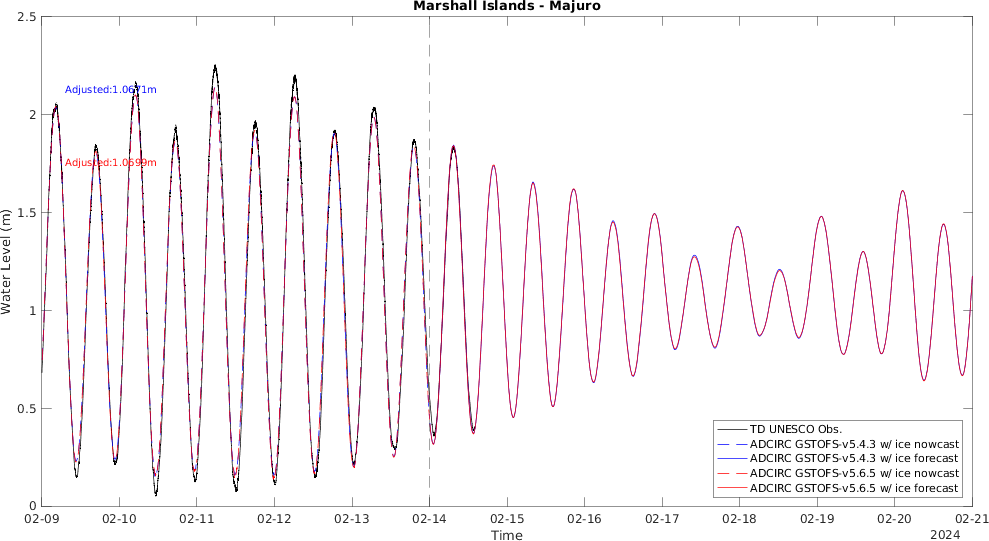 Marshall Islands - Majuro
2.5
2
1.5
1
0.5
0
Water Level (m)
Adjusted:1.0671m
Adjusted:1.0599m
TD UNESCO Obs.
ADCIRC GSTOFS-v5.4.3 w/ ice nowcast
ADCIRC GSTOFS-v5.4.3 w/ ice forecast
ADCIRC GSTOFS-v5.6.5 w/ ice nowcast
ADCIRC GSTOFS-v5.6.5 w/ ice forecast
02-09 02-10 02-11 02-12 02-13 02-14 02-15 02-16 02-17 02-18 02-19 02-20 02-21
Time
2024